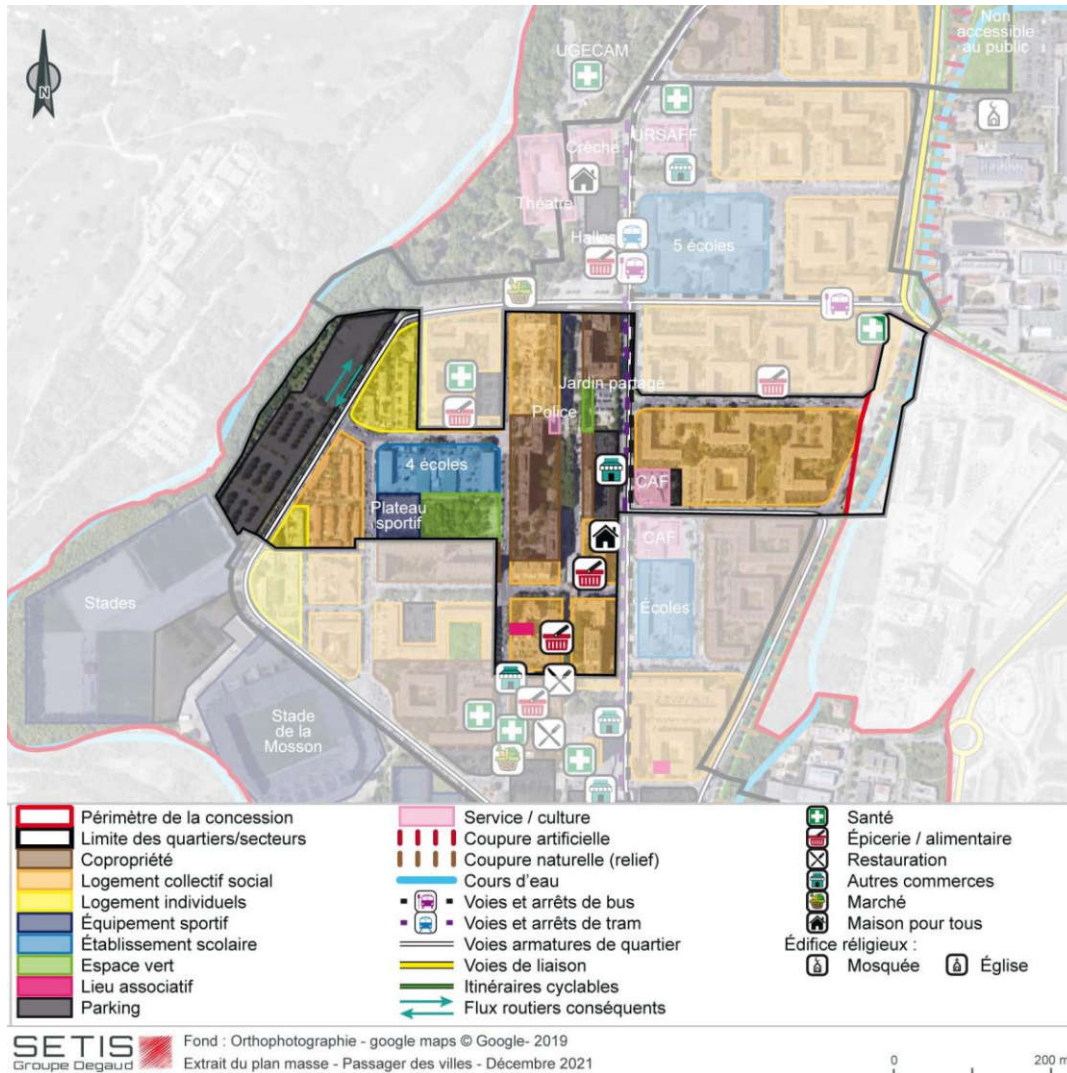 N
UGECAM
Non
accessible
au public
URSAFF
Crèche
Théâtre
Halles
5 écoles
Jardin partagé
Police
4 écoles
CAF
Plateau
sportif
CAF
Stades
Écoles
Stade
de la
Mosson
Périmètre de la concession
Limite des quartiers/secteurs
Copropriété
Logement collectif social
Logement individuels
Équipement sportif
Établissement scolaire
Espace vert
Lieu associatif
Parking
Service / culture
Coupure artificielle
Coupure naturelle (relief)
Cours d'eau
Voies et arrêts de bus
Voies et arrêts de tram
Voies armatures de quartier
Voies de liaison
Itinéraires cyclables
Flux routiers conséquents
Santé
Épicerie / alimentaire
Restauration
Autres commerces
Marché
Maison pour tous
Édifice réligieux :
Mosquée
Église
SETIS
Groupe Degaud
Fond : Orthophotographie - google maps © Google- 2019
Extrait du plan masse - Passager des villes - Décembre 2021
0
200 m